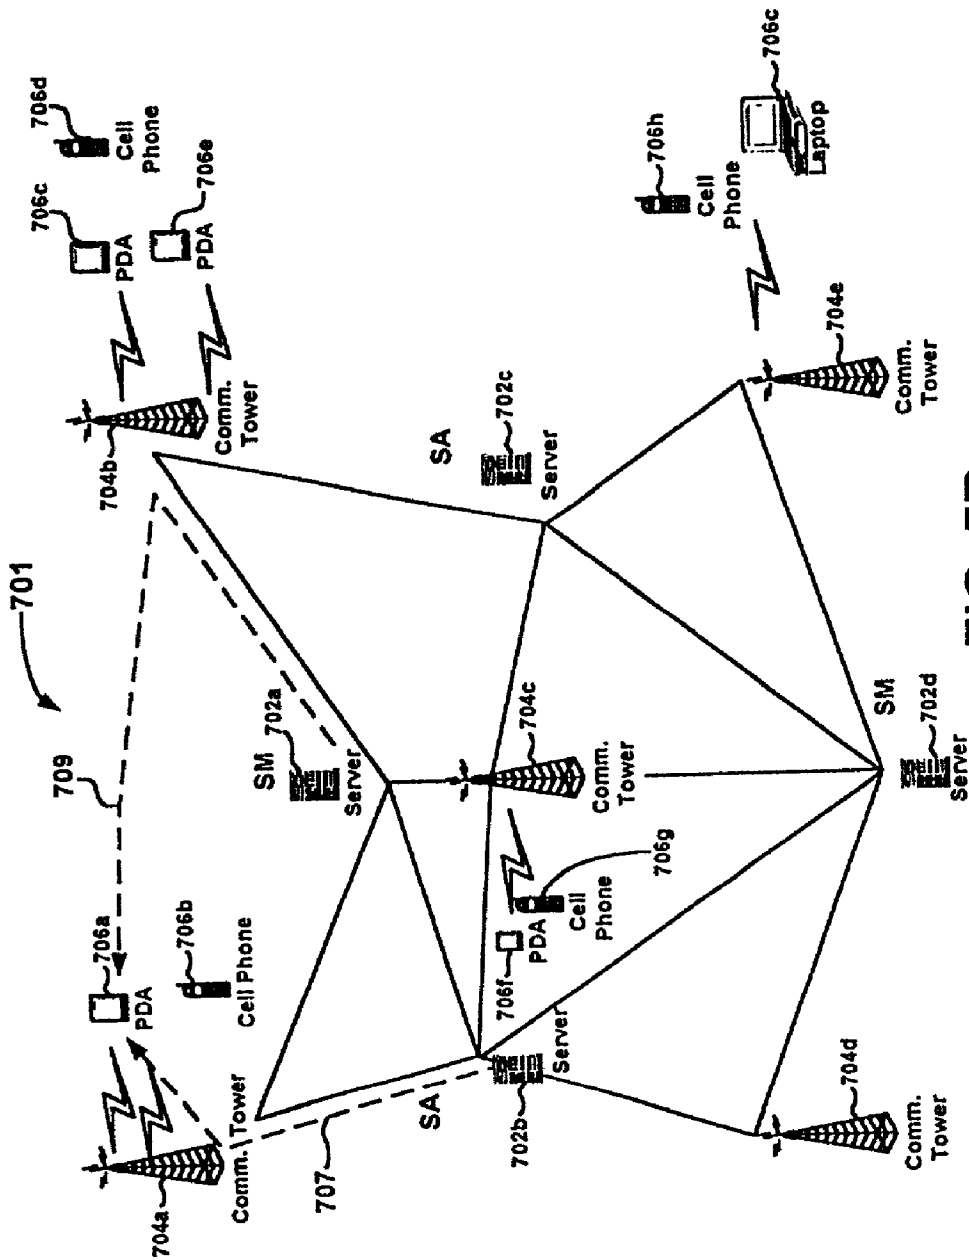 701
706d
706c
709
706a
704b
Cell
Phone
PDA
PDA
704a
706b
706e
PDA
Comm. Tower
Cell Phone
Comm.
Tower
SM
702a
707
Server
SA
SA
702b
706f
704c
702c
PDA
Server
Cell
Phone
Server
Comm.
Tower
706g
706h
Cell
Phone
706c
Laptop
704d
704e
SM
Comm.
Tower
702d
Server
Comm.
Tower